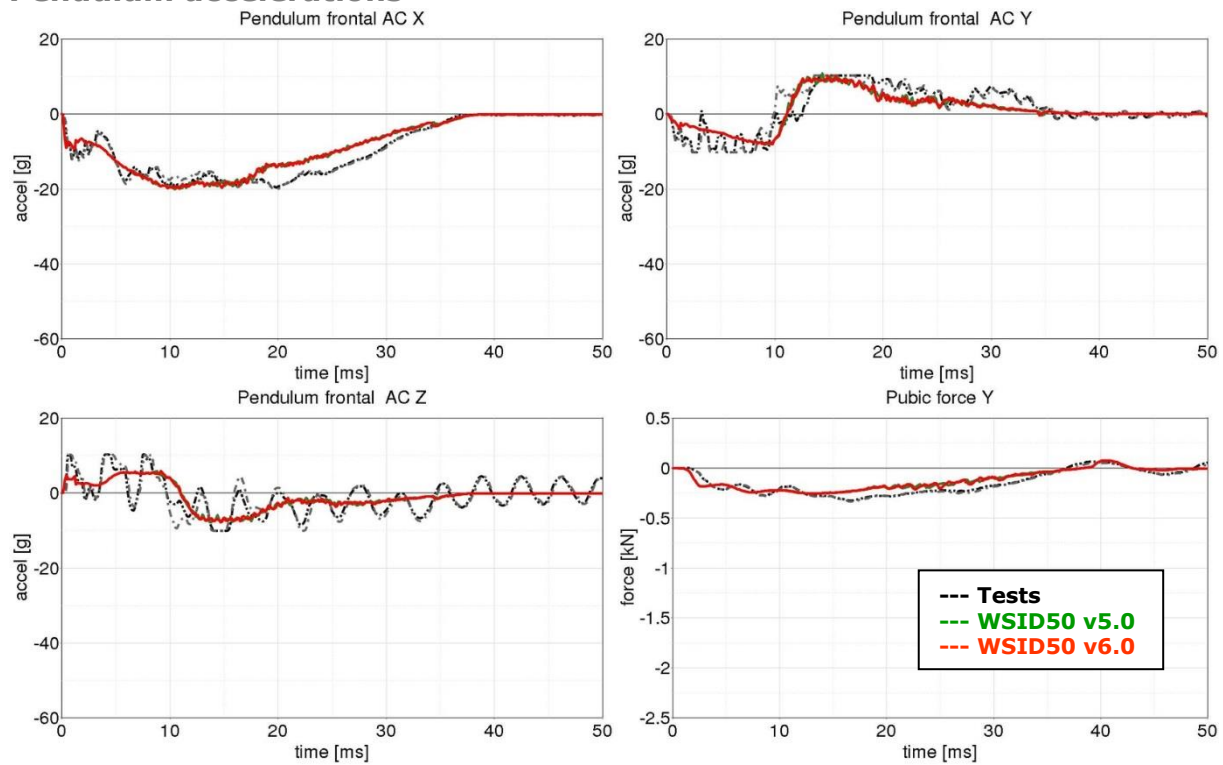 Pendulum accelerations
Pendulum frontal AC X
20
0
-20
-40
-60
accel [g]
0 10 20 30 40 50
time [ms]
Pendulum frontal AC Y
20
0
-20
-40
-60
accel [g]
0 10 20 30 40 50
time [ms]
Pendulum frontal AC Z
20
0
-20
-40
-60
accel [g]
0 10 20 30 40 50
time [ms]
Pubic force Y
0.5
0
-0.5
-1
-1.5
-2
-2.5
force [kN]
0 10 20 30 40 50
time [ms]
--- Tests
--- WSID50 v5.0
--- WSID50 v6.0